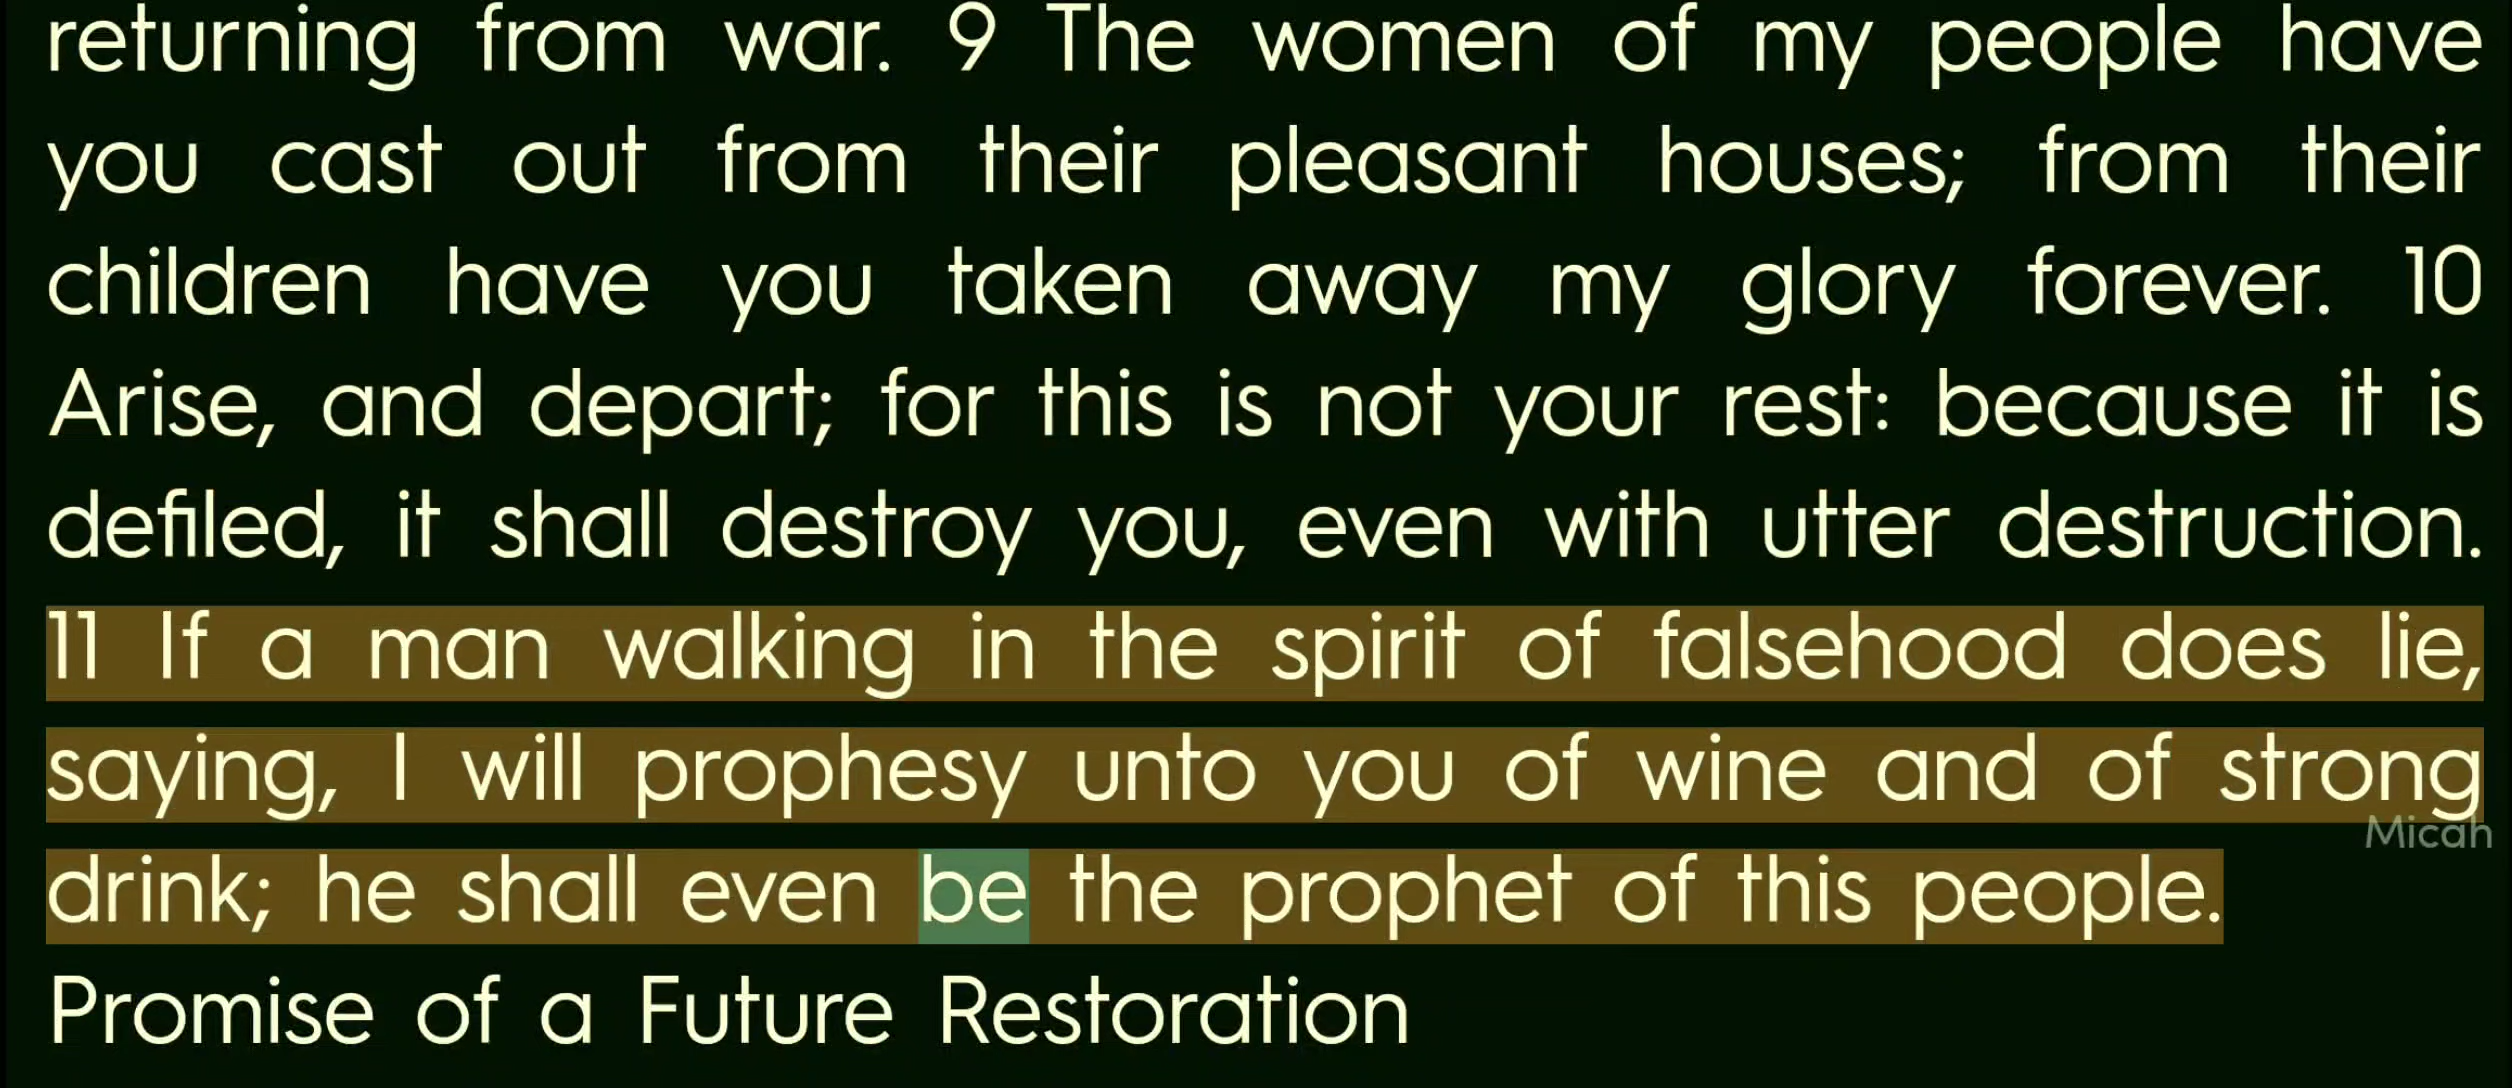 returning from war. 9 The women of my people have
you cast out from their pleasant houses; from their
children have you taken away my glory forever. 10
Arise, and depart; for this is not your rest: because it is
defiled, it shall destroy you, even with utter destruction.
11 If a man walking in the spirit of falsehood does lie,
saying, I will prophesy unto you of wine and of strong
Micah
drink; he shall even be the prophet of this people.
Promise of a Future Restoration